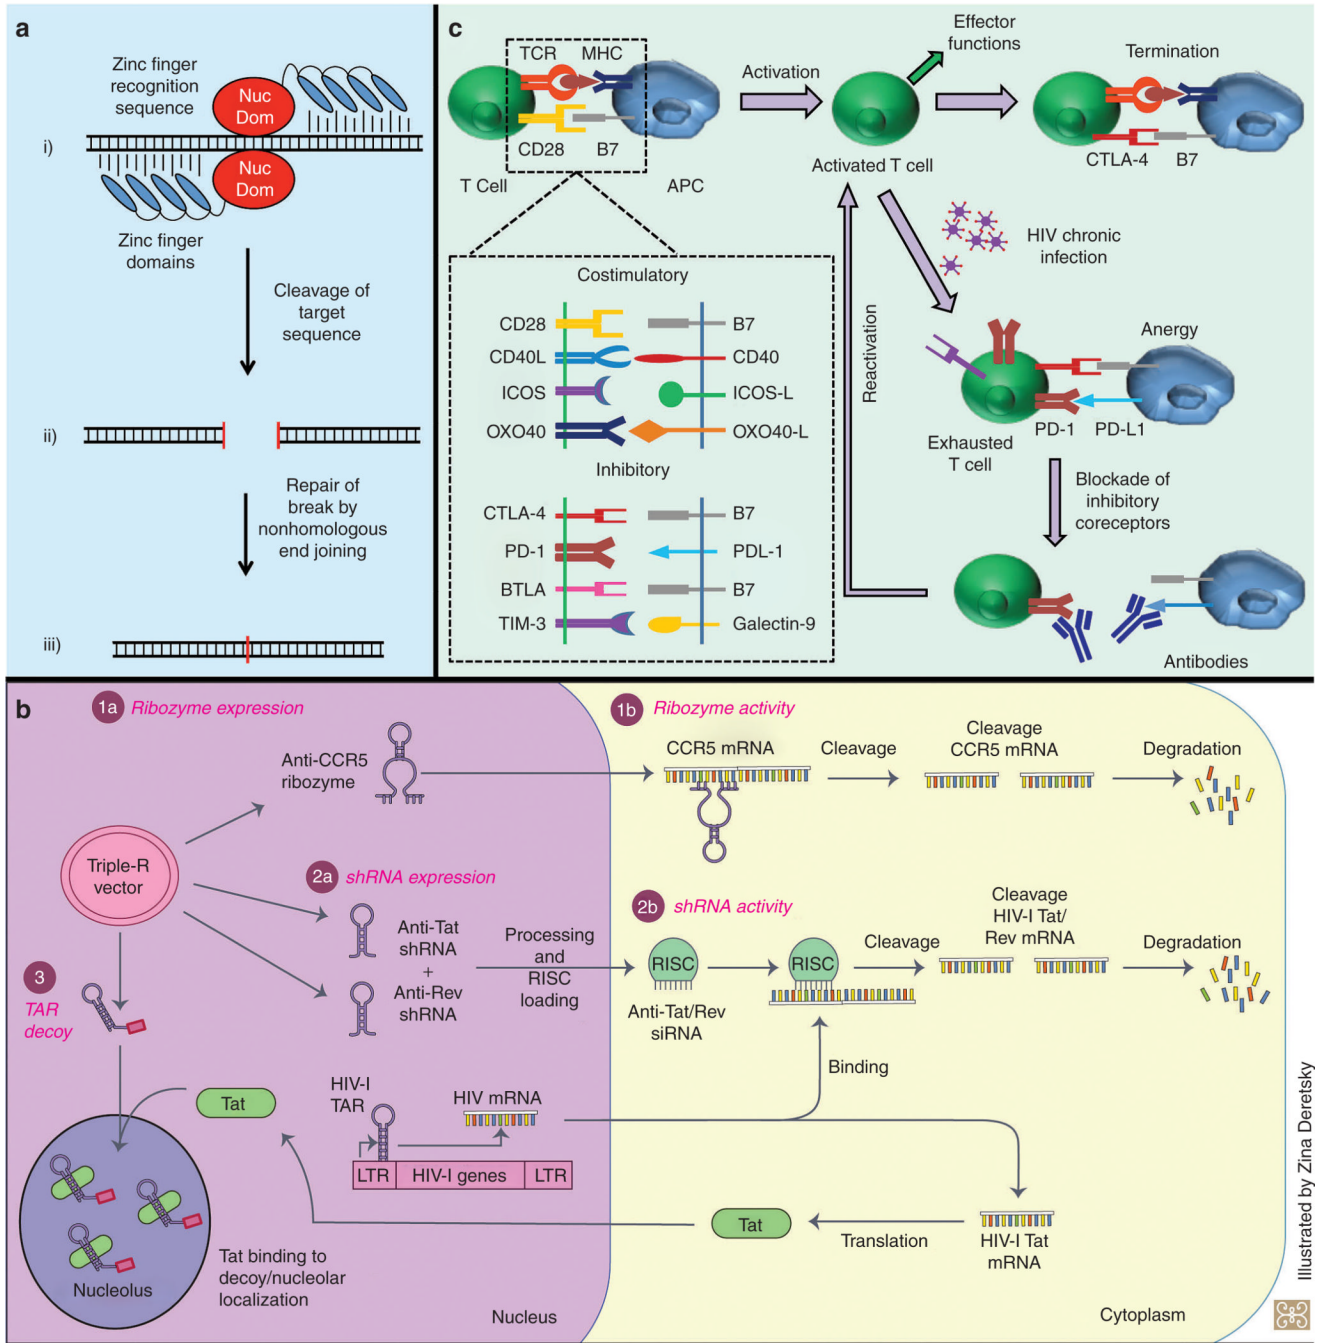 a
Zinc finger
recognition
sequence
Nuc
Dom
i)
Nuc
Dom
Zinc finger
domains
Cleavage of
target
sequence
ii)
Repair of
break by
nonhomologous
end joining
iii)
c
TCR
MHC
CD28
B7
T Cell
APC
Activation
Effector
functions
Activated T cell
Termination
CTLA-4
B7
HIV chronic
infection
Reactivation
Anergy
PD-1
PD-L1
Exhausted
T cell
Blockade of
inhibitory
coreceptors
Antibodies
Costimulatory
CD28
B7
CD40L
CD40
ICOS
ICOS-L
OXO40
OXO40-L
Inhibitory
CTLA-4
B7
PD-1
PDL-1
BTLA
B7
TIM-3
Galectin-9
b
1a
Ribozyme expression
Anti-CCR5
ribozyme
Triple-R
vector
2a
shRNA expression
Anti-Tat
shRNA
+
Anti-Rev
shRNA
Processing
and
RISC
loading
3
TAR
decoy
Tat
HIV-I
TAR
HIV mRNA
LTR
HIV-I genes
LTR
Nucleolus
Tat binding to
decoy/nucleolar
localization
Nucleus
1b
Ribozyme activity
CCR5 mRNA
Cleavage
Cleavage
CCR5 mRNA
Degradation
2b
shRNA activity
RISC
Anti-Tat/Rev
siRNA
RISC
Cleavage
Cleavage
HIV-I Tat/
Rev mRNA
Degradation
Binding
Tat
Translation
HIV-I Tat
mRNA
Cytoplasm
Illustrated by Zina Deretsky